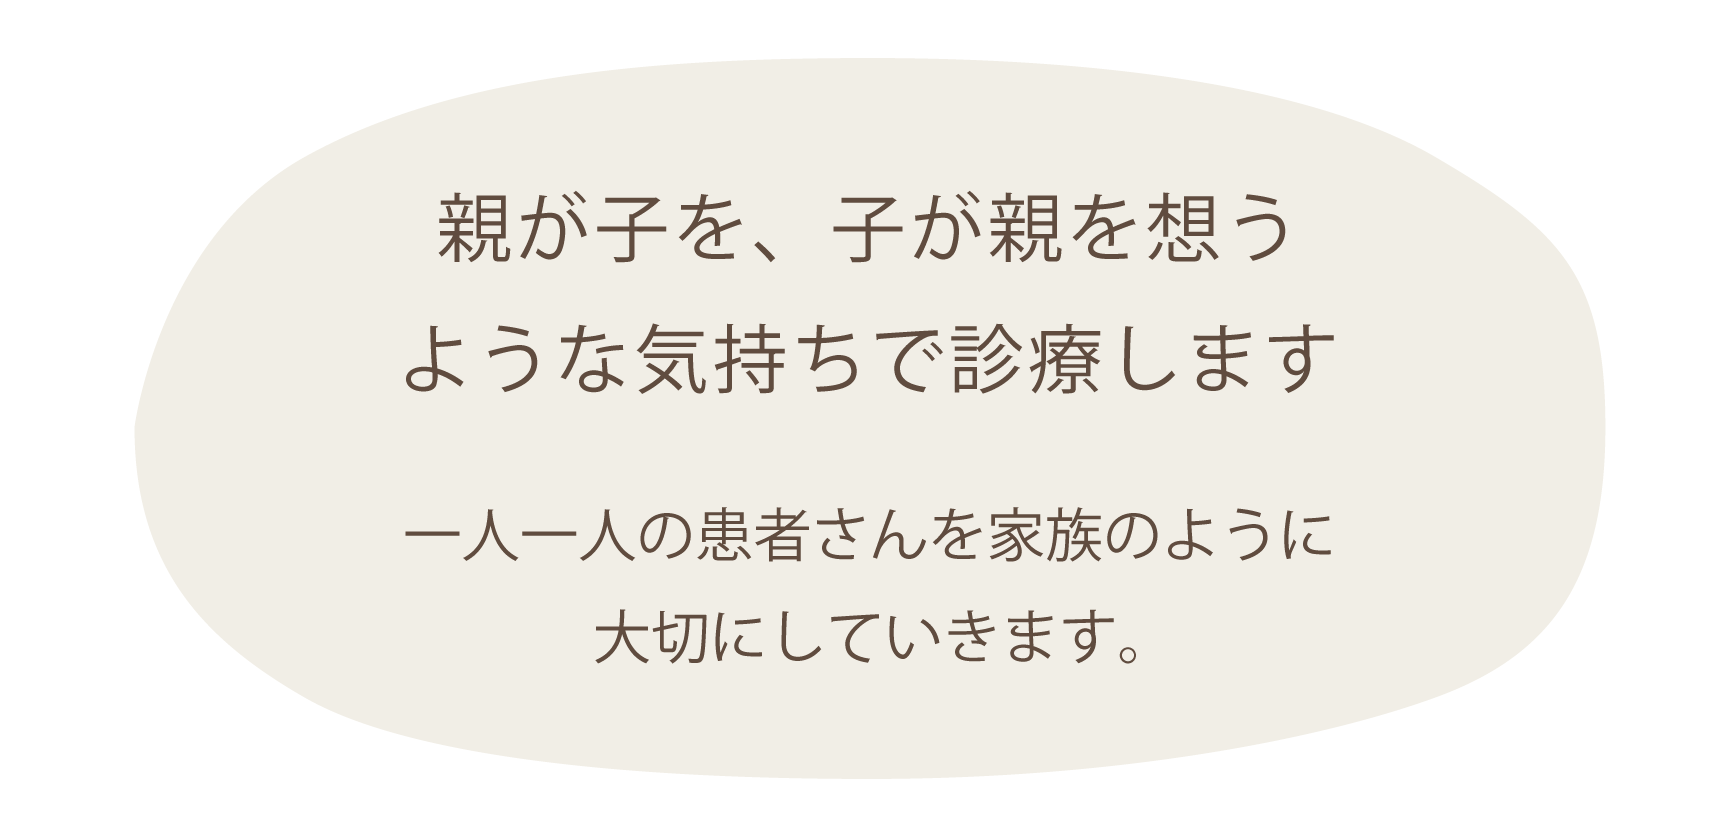 親が子を、子が親を想う
ような気持ちで診療します
一人一人の患者さんを家族のように
大切にしていきます。